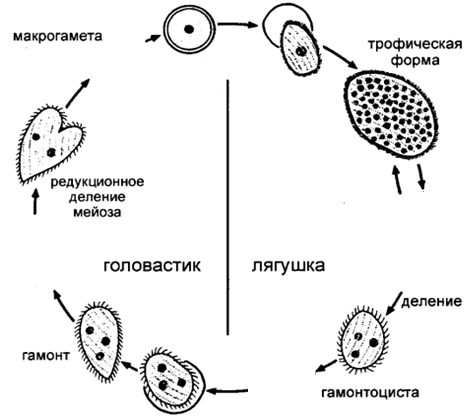 макрогамета
трофическая
форма
редукционное
деление
мейоза
головастик
лягушка
деление
гамонт
гамонтоциста